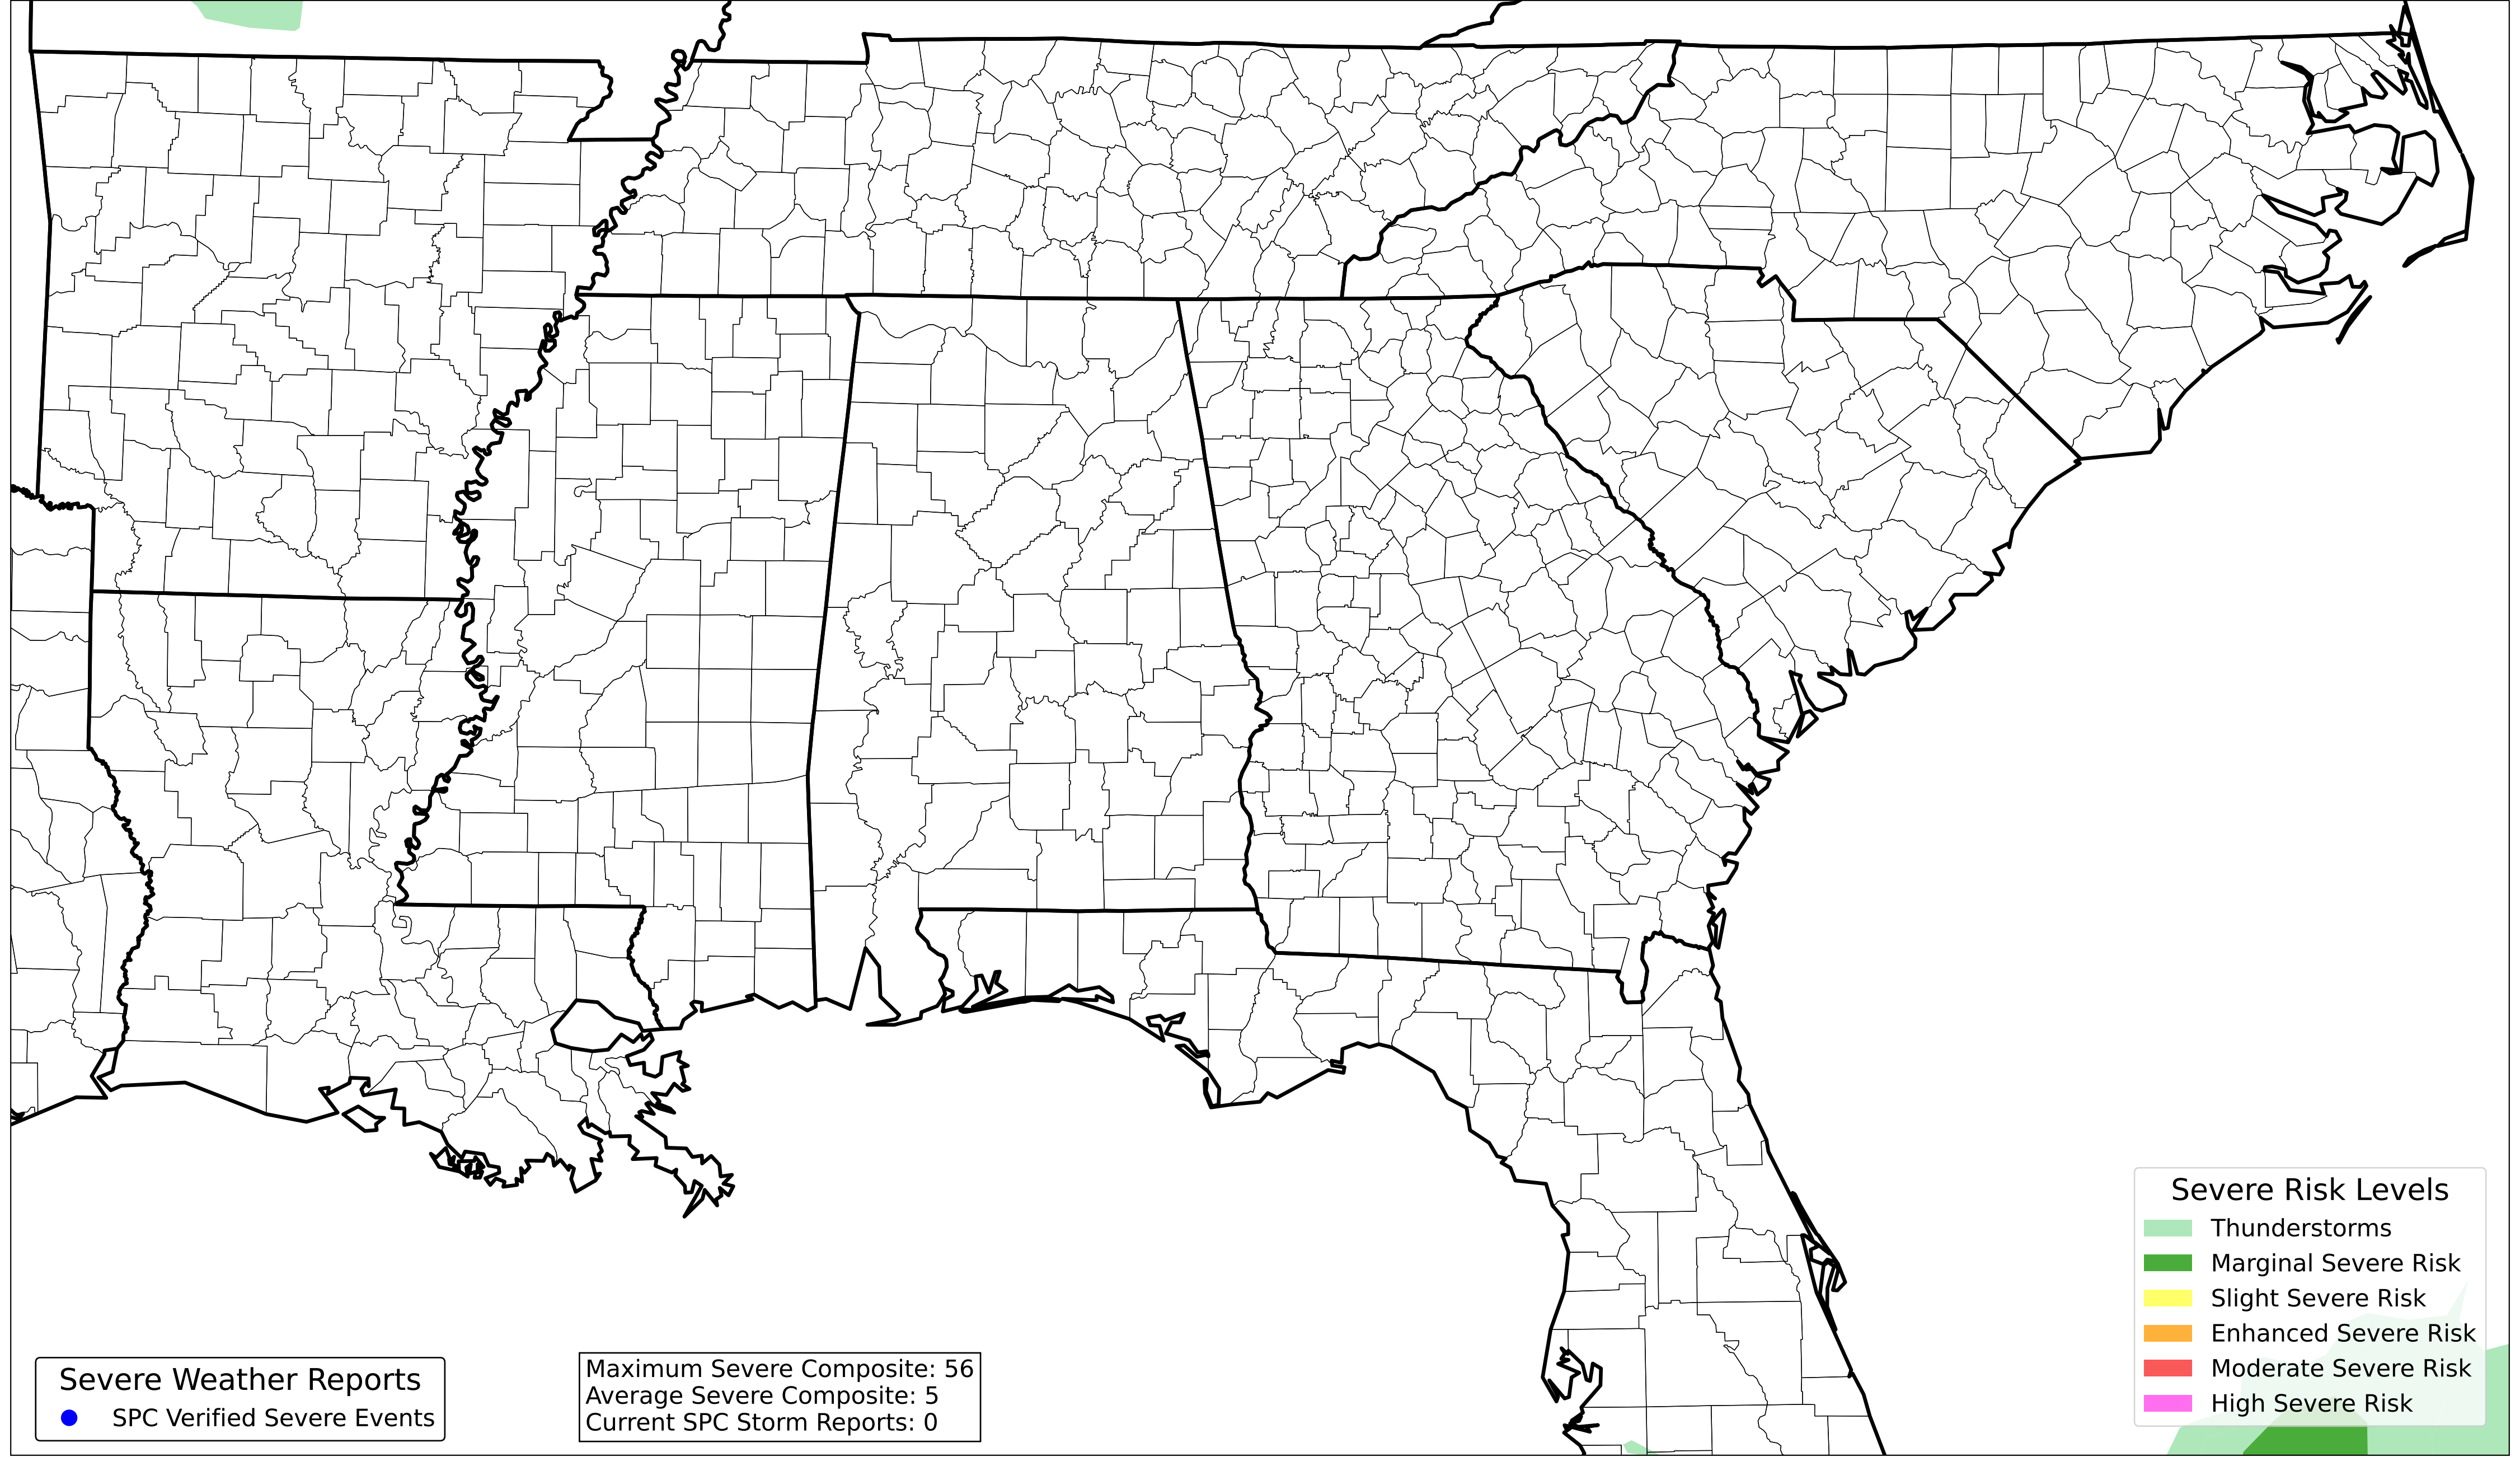 Severe Weather Reports
SPC Verified Severe Events
Maximum Severe Composite: 56
Average Severe Composite: 5
Current SPC Storm Reports: 0
Severe Risk Levels
Thunderstorms
Marginal Severe Risk
Slight Severe Risk
Enhanced Severe Risk
Moderate Severe Risk
High Severe Risk